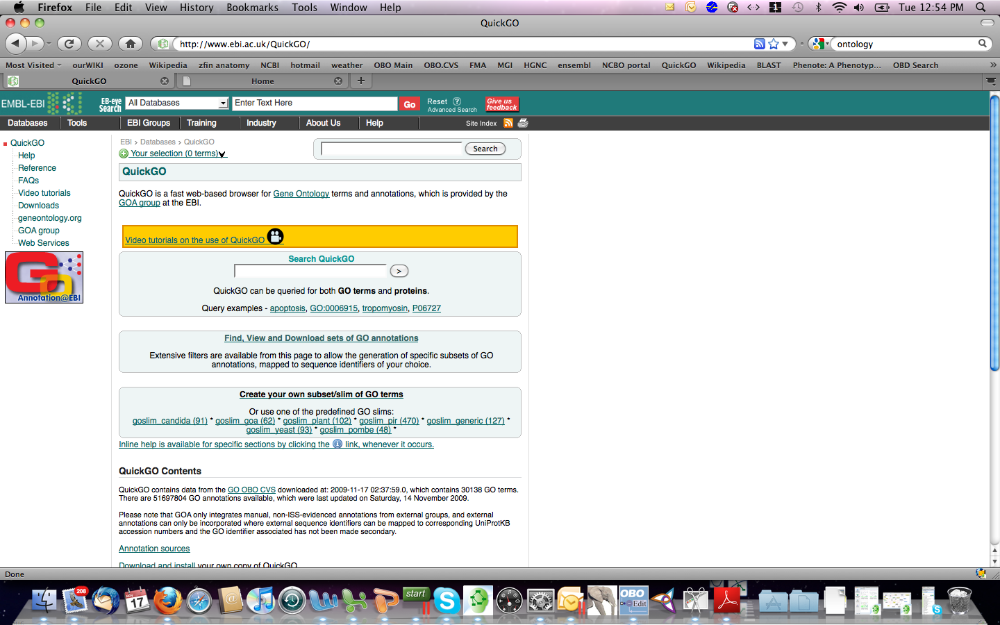 Firefox File Edit View History Bookmarks Tools Window Help 1 Tue 12:54 PM
QuickGO
http://www.ebi.ac.uk/QuickGO/ ontology
Most Visited ourWIKI ozone Wikipedia zfin anatomy NCBI hotmail weather OBO Main OBO.CVS FMA MGI HGNC ensembl NCBO portal QuickGO Wikipedia BLAST Phenote: A Phenotyp... OBD Search »
QuickGO Home +
EMBL-EBI EB-eye Search All Databases Enter Text Here Go Reset ? Advanced Search Give us feedback
Databases Tools EBI Groups Training Industry About Us Help Site Index
QuickGO
Help
Reference
FAQs
Video tutorials
Downloads
geneontology.org
GOA group
Web Services
Annotation@EBI
EBI > Databases > QuickGO
Your selection (0 terms)
Search
QuickGO
QuickGO is a fast web-based browser for Gene Ontology terms and annotations, which is provided by the
GOA group at the EBI.
Video tutorials on the use of QuickGO
Search QuickGO
>
QuickGO can be queried for both GO terms and proteins.
Query examples - apoptosis, GO:0006915, tropomyosin, P06727
Find, View and Download sets of GO annotations
Extensive filters are available from this page to allow the generation of specific subsets of GO
annotations, mapped to sequence identifiers of your choice.
Create your own subset/slim of GO terms
Or use one of the predefined GO slims:
goslim_candida (91) * goslim_goa (62) * goslim_plant (102) * goslim_pir (470) * goslim_generic (127) *
goslim_yeast (93) * goslim_pombe (48) *
Inline help is available for specific sections by clicking the link, whenever it occurs.
QuickGO Contents
QuickGO contains data from the GO OBO CVS downloaded at: 2009-11-17 02:37:59.0, which contains 30138 GO terms.
There are 51697804 GO annotations available, which were last updated on Saturday, 14 November 2009.
Please note that GOA only integrates manual, non-ISS-evidenced annotations from external groups, and external
annotations can only be incorporated where external sequence identifiers can be mapped to corresponding UniProtKB
accession numbers and the GO identifier associated has not been made secondary.
Annotation sources
Download and install your own copy of QuickGO
Done
208 NOV 17 start OBO Edit